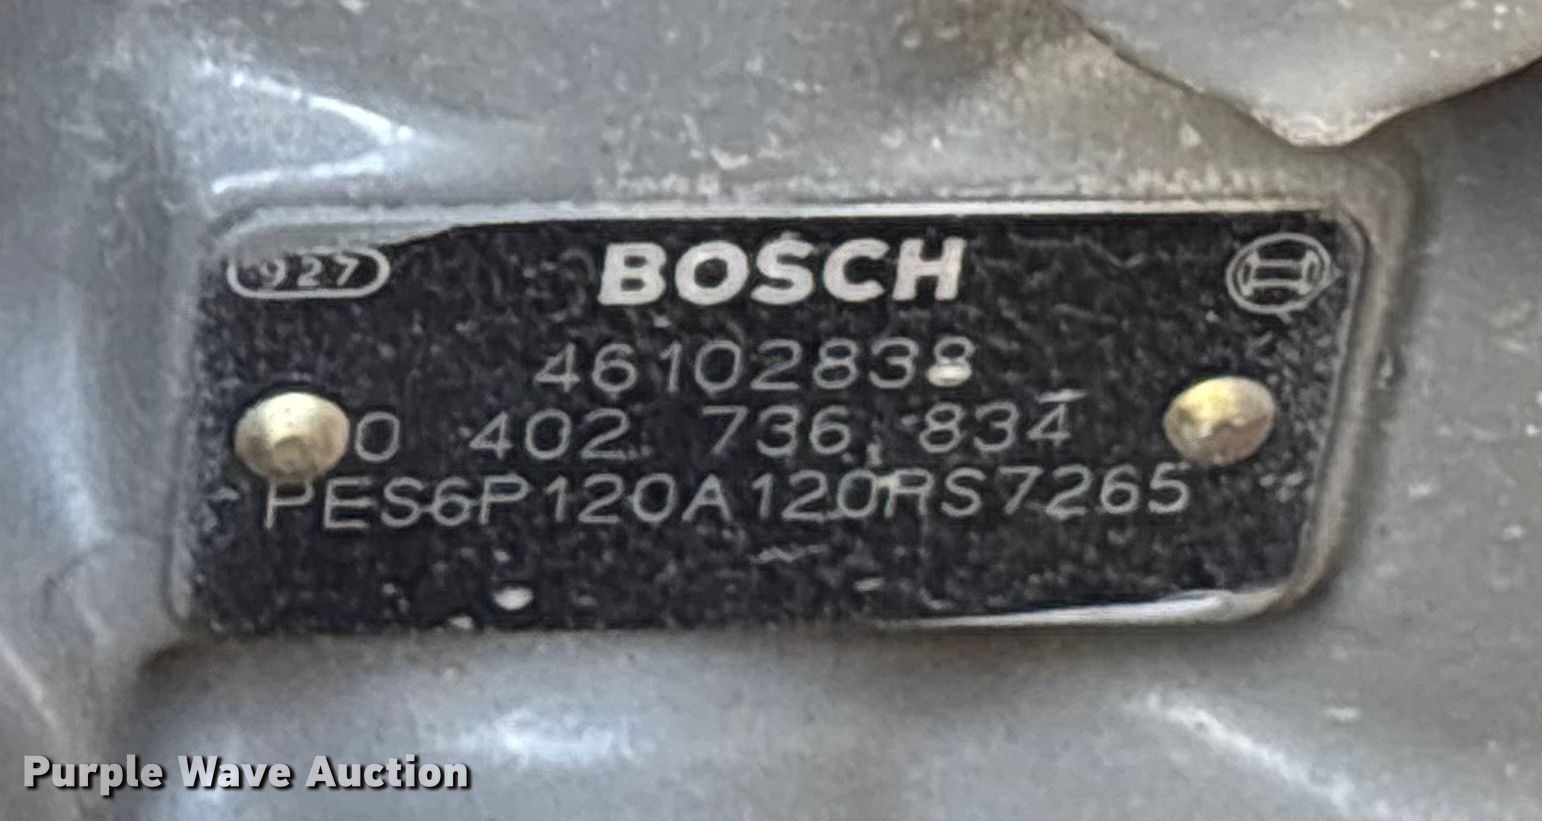 927
BOSCH
46102838
0 402 736 834
PES6P120A120RS7265
Purple Wave Auction